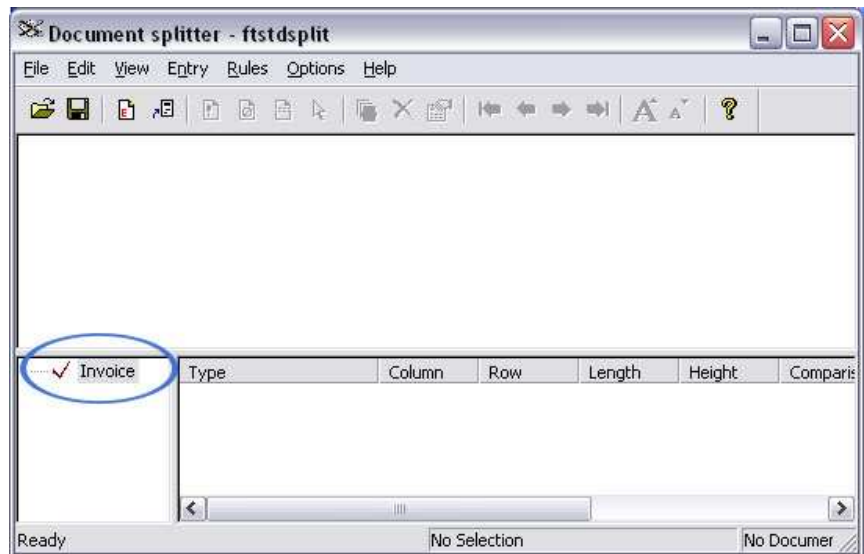 Document splitter - ftstdsplit
File Edit View Entry Rules Options Help
Invoice Type Column Row Length Height Comparis
Ready No Selection No Documer